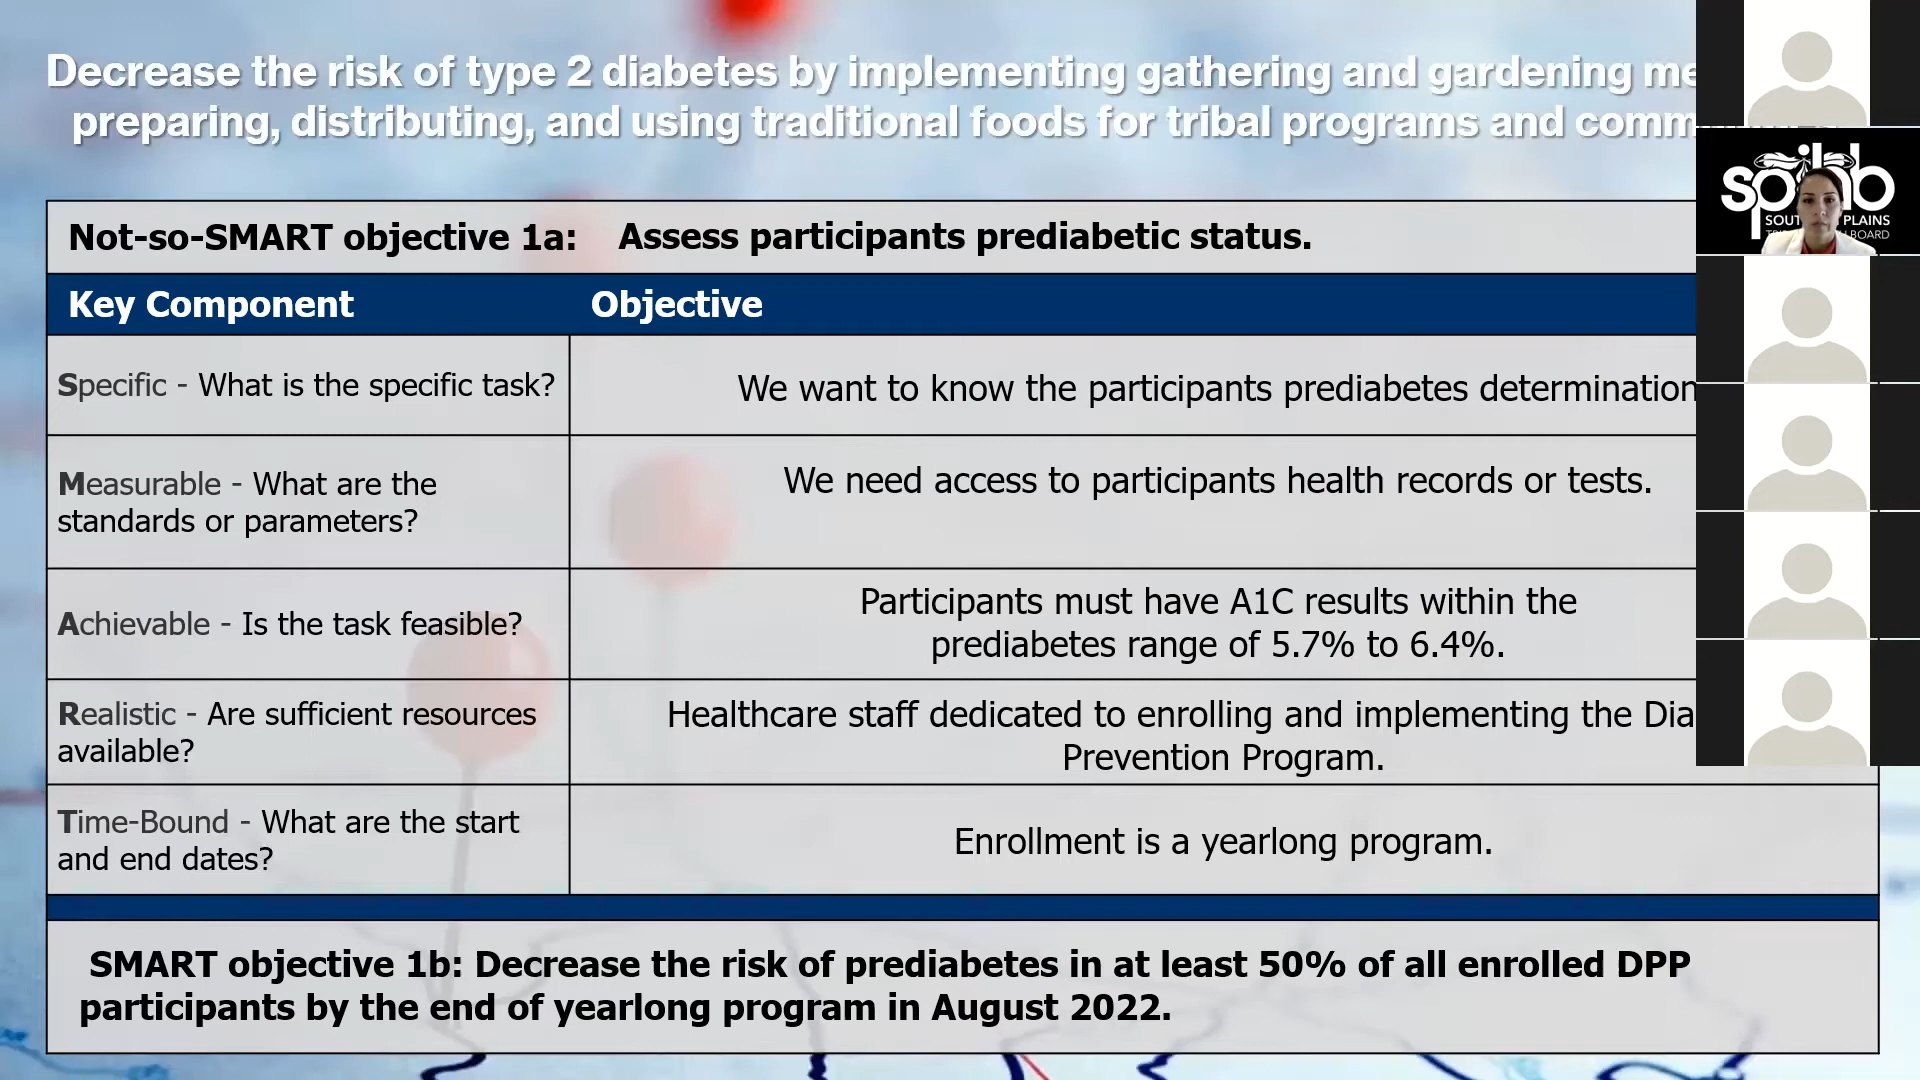 Decrease the risk of type 2 diabetes by implementing gathering and gardening
preparing, distributing, and using traditional foods for tribal programs and
Not-so-SMART objective 1a: Assess participants prediabetic status.
Key Component Objective
Specific - What is the specific task? We want to know the participants prediabetes determination
Measurable - What are the
standards or parameters?
We need access to participants health records or tests.
Achievable - Is the task feasible?
Participants must have A1C results within the
prediabetes range of 5.7% to 6.4%.
Realistic - Are sufficient resources
available?
Healthcare staff dedicated to enrolling and implementing the
Prevention Program.
Time-Bound - What are the start
and end dates?
Enrollment is a yearlong program.
SMART objective 1b: Decrease the risk of prediabetes in at least 50% of all enrolled DPP
participants by the end of yearlong program in August 2022.
PLAINS
BOARD